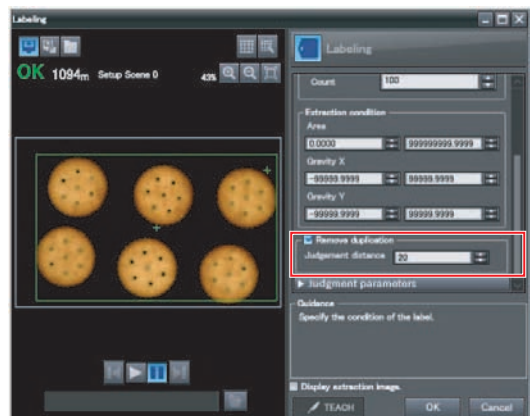 Labeling
OK 1094m Setup Scene 0 43%
Labeling
Count 100
Extraction condition
Area
0.0000 999999999.9999
Gravity X
-99999.9999 99999.9999
Gravity Y
-99999.9999 99999.9999
Remove duplication
Judgement distance 20
Judgment parameters
Guidance
Specify the condition of the label.
Display extraction image.
TEACH OK Cancel